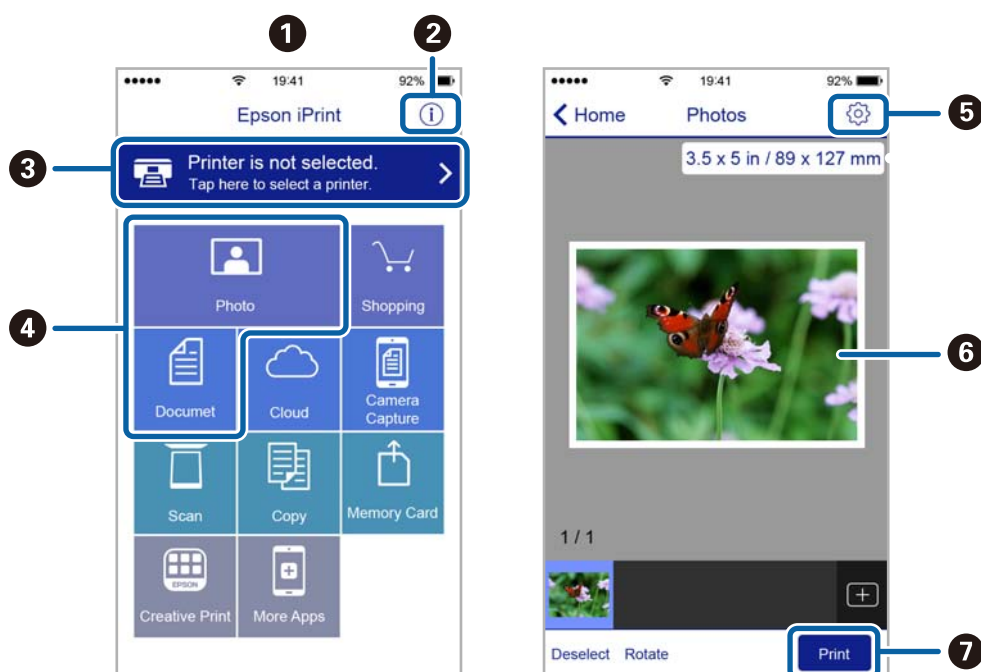 1
2
19:41
92%
Epson iPrint
i
3
Printer is not selected.
Tap here to select a printer.
4
Photo
Shopping
Documet
Cloud
Camera
Capture
Scan
Copy
Memory Card
EPSON
Creative Print
More Apps
19:41
92%
Home
Photos
5
3.5 x 5 in / 89 x 127 mm
6
1 / 1
Deselect
Rotate
Print
7